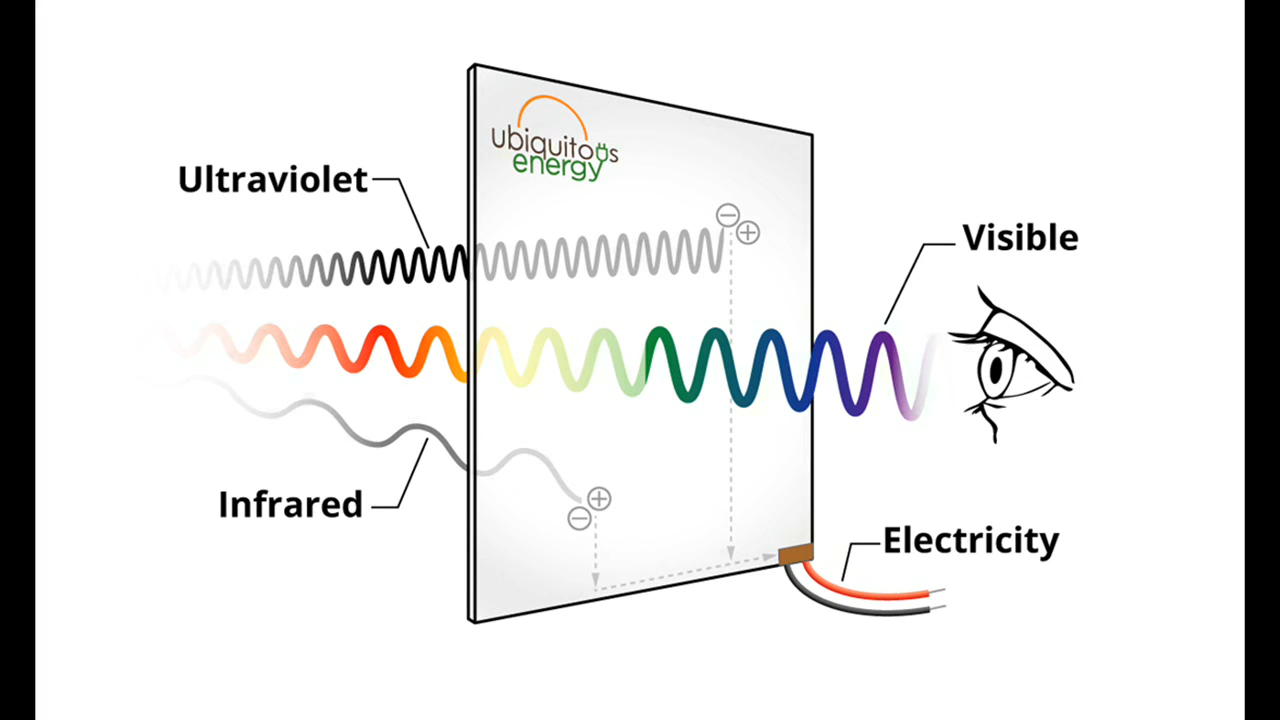 ubiquitous
energy
Ultraviolet
Visible
Infrared
Electricity